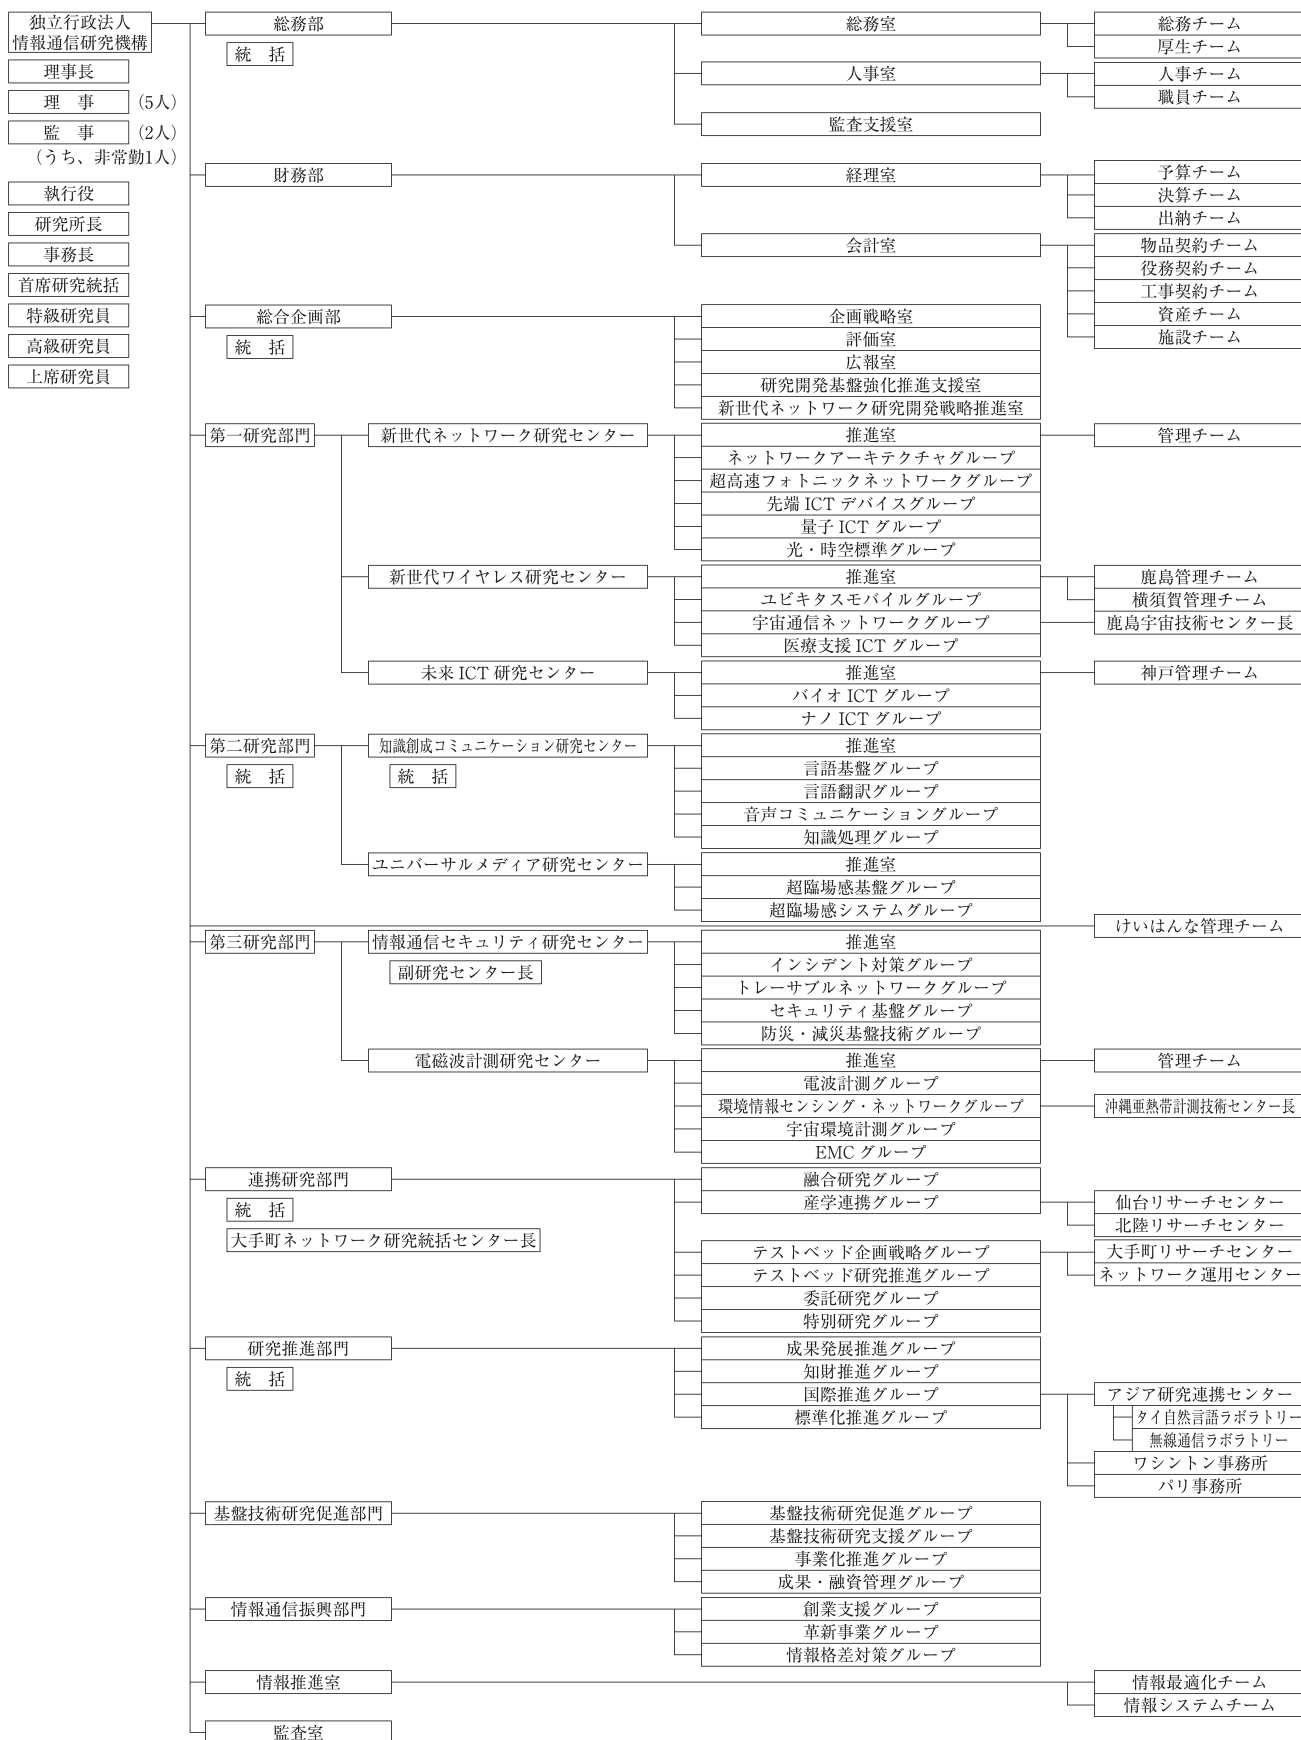 独立行政法人
情報通信研究機構
理事長
理　事 (5人)
監　事 (2人)
(うち、非常勤1人)
執行役
研究所長
事務長
首席研究統括
特級研究員
高級研究員
上席研究員
総務部
統　括
総務室
総務チーム
厚生チーム
人事室
人事チーム
職員チーム
監査支援室
財務部
経理室
予算チーム
決算チーム
出納チーム
会計室
物品契約チーム
役務契約チーム
工事契約チーム
資産チーム
施設チーム
総合企画部
統　括
企画戦略室
評価室
広報室
研究開発基盤強化推進支援室
新世代ネットワーク研究開発戦略推進室
第一研究部門
新世代ネットワーク研究センター
推進室
管理チーム
ネットワークアーキテクチャグループ
超高速フォトニックネットワークグループ
先端 ICT デバイスグループ
量子 ICT グループ
光・時空標準グループ
新世代ワイヤレス研究センター
推進室
鹿島管理チーム
横須賀管理チーム
ユビキタスモバイルグループ
宇宙通信ネットワークグループ
鹿島宇宙技術センター長
医療支援 ICT グループ
未来 ICT 研究センター
推進室
神戸管理チーム
バイオ ICT グループ
ナノ ICT グループ
第二研究部門
統　括
知識創成コミュニケーション研究センター
統　括
推進室
言語基盤グループ
言語翻訳グループ
音声コミュニケーショングループ
知識処理グループ
ユニバーサルメディア研究センター
推進室
超臨場感基盤グループ
超臨場感システムグループ
けいはんな管理チーム
第三研究部門
情報通信セキュリティ研究センター
副研究センター長
推進室
インシデント対策グループ
トレーサブルネットワークグループ
セキュリティ基盤グループ
防災・減災基盤技術グループ
電磁波計測研究センター
推進室
管理チーム
電波計測グループ
環境情報センシング・ネットワークグループ
沖縄亜熱帯計測技術センター長
宇宙環境計測グループ
EMC グループ
連携研究部門
統　括
大手町ネットワーク研究統括センター長
融合研究グループ
産学連携グループ
仙台リサーチセンター
北陸リサーチセンター
テストベッド企画戦略グループ
大手町リサーチセンター
ネットワーク運用センター
テストベッド研究推進グループ
委託研究グループ
特別研究グループ
研究推進部門
統　括
成果発展推進グループ
知財推進グループ
国際推進グループ
アジア研究連携センター
タイ自然言語ラボラトリー
無線通信ラボラトリー
ワシントン事務所
パリ事務所
標準化推進グループ
基盤技術研究促進部門
基盤技術研究促進グループ
基盤技術研究支援グループ
事業化推進グループ
成果・融資管理グループ
情報通信振興部門
創業支援グループ
革新事業グループ
情報格差対策グループ
情報推進室
情報最適化チーム
情報システムチーム
監査室